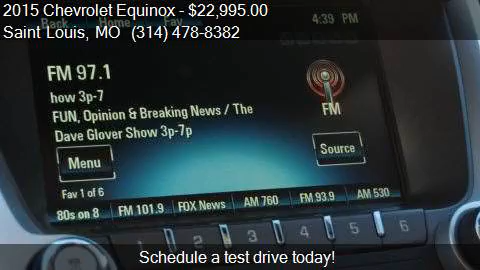 2015 Chevrolet Equinox - $22,995.00
Saint Louis, MO (314) 478-8382
Back Home Fav 4:39 PM
FM 97.1
how 3p-7
FUN, Opinion & Breaking News / The
Dave Glover Show 3p-7p
FM
Menu
Source
Fav 1 of 6
80s on 8 FM 101.9 FOX News AM 760 FM 93.9 AM 530
1 2 3 4 5 6
Schedule a test drive today!